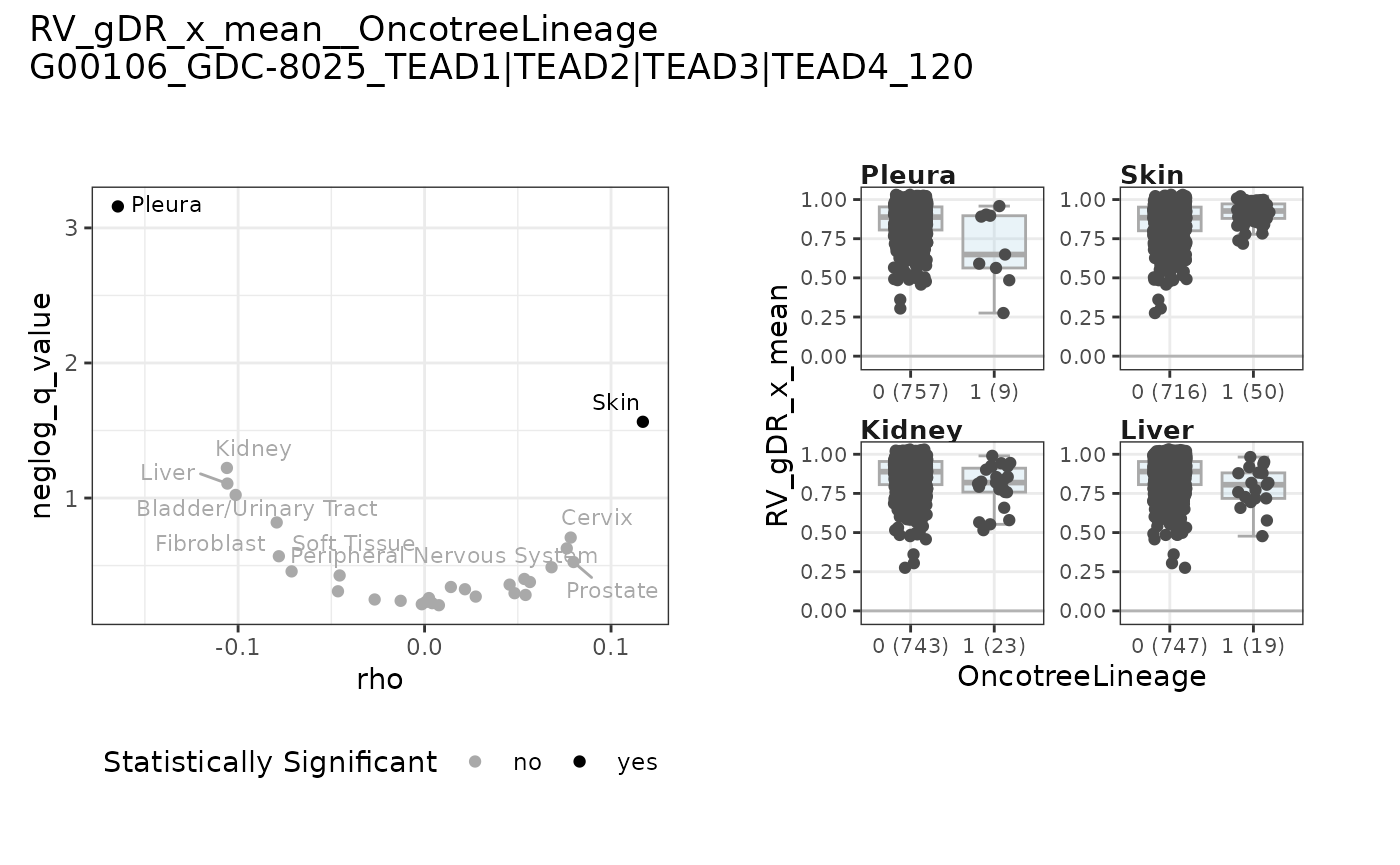 RV_gDR_x_mean__OncotreeLineage
G00106_GDC-8025_TEAD1|TEAD2|TEAD3|TEAD4_120
neglog_q_value
3
2
1
Pleura
Skin
Kidney
Liver
Bladder/Urinary Tract
Cervix
Fibroblast
Soft Tissue
Peripheral Nervous System
Prostate
-0.1
0.0
0.1
rho
Statistically Significant
no
yes
RV_gDR_x_mean
Pleura
1.00
0.75
0.50
0.25
0.00
0 (757)
1 (9)
Skin
1.00
0.75
0.50
0.25
0.00
0 (716)
1 (50)
Kidney
1.00
0.75
0.50
0.25
0.00
0 (743)
1 (23)
Liver
1.00
0.75
0.50
0.25
0.00
0 (747)
1 (19)
OncotreeLineage